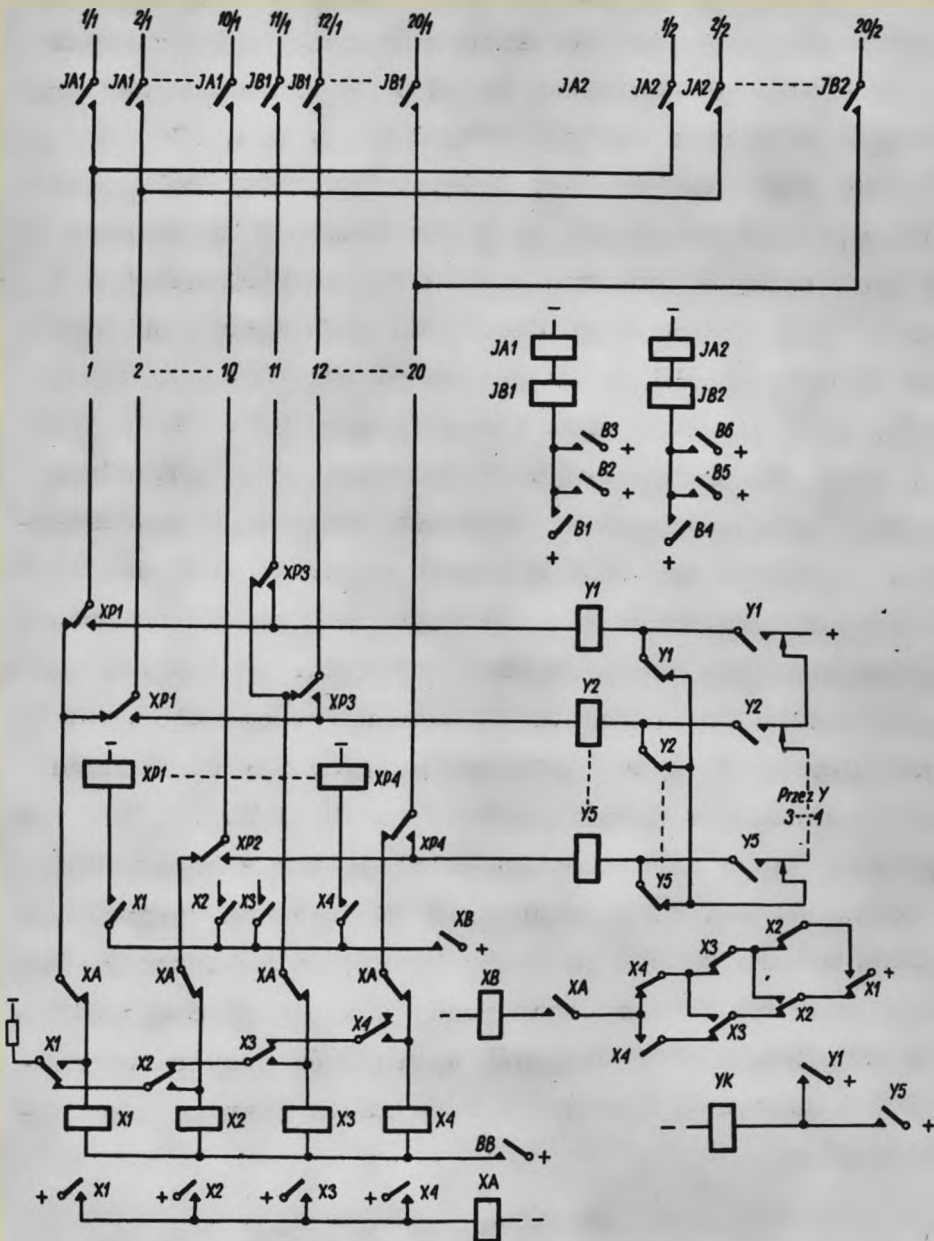 1/1 2/1 10/1 11/1 12/1 20/1 1/2 2/2 20/2
JA1 JA1 JA1 JB1 JB1 JB1 JA2 JA2 JA2 JB2
JA1 JA2
JB1 JB2
1 2 10 11 12 20
B3 B6
+ +
B2 B5
+ +
B1 B4
+ +
XP3
Y1 Y1
XP1 +
Y1
XP1 XP3
Y2 Y2
Y2
XP1 XP4
Przez Y
3-4
Y5 Y5
XP2 XP4
Y5
X1 X2 X3 X4 XB
+
X2
X3
XA XA XA XA XB XA X4 +
X1
X2
X3
X4
X1 X2 X3 X4
Y1
+
YK Y5
- +
X1 X2 X3 X4
BB +
XA
+ X1 + X2 + X3 + X4 -